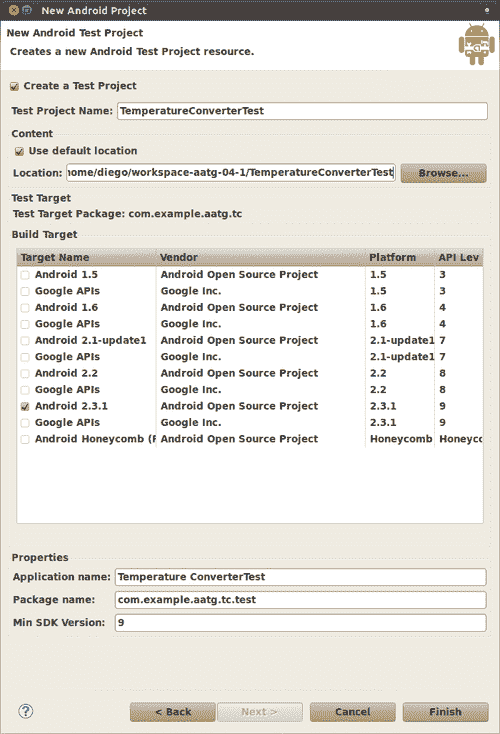 New Android Project
New Android Test Project
Creates a new Android Test Project resource.
Create a Test Project
Test Project Name: TemperatureConverterTest
Content
Use default location
Location: home/diego/workspace-aatg-04-1/TemperatureConverterTest Browse...
Test Target
Test Target Package: com.example.aatg.tc
Build Target
Target Name Vendor Platform API Lev
Android 1.5 Android Open Source Project 1.5 3
Google APIs Google Inc. 1.5 3
Android 1.6 Android Open Source Project 1.6 4
Google APIs Google Inc. 1.6 4
Android 2.1-update1 Android Open Source Project 2.1-update1 7
Google APIs Google Inc. 2.1-update1 7
Android 2.2 Android Open Source Project 2.2 8
Google APIs Google Inc. 2.2 8
Android 2.3.1 Android Open Source Project 2.3.1 9
Google APIs Google Inc. 2.3.1 9
Android Honeycomb (P Android Open Source Project Honeycomb Honeyc
Properties
Application name: Temperature ConverterTest
Package name: com.example.aatg.tc.test
Min SDK Version: 9
? < Back Next > Cancel Finish